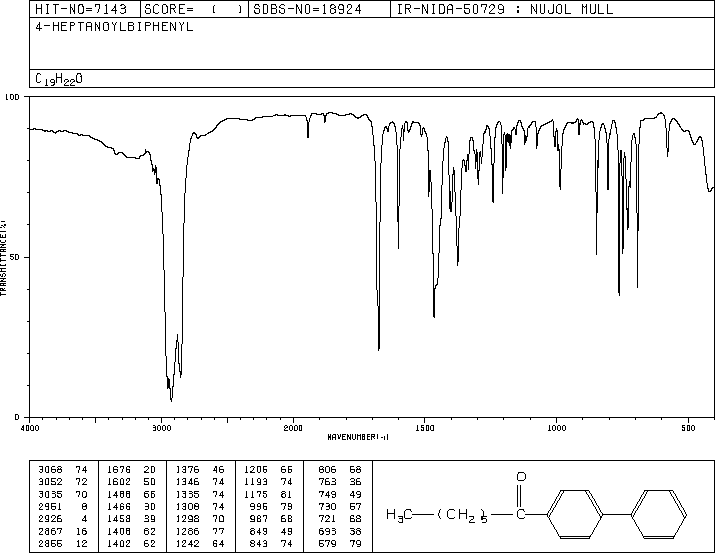 HIT-NO=7143 SCORE= ( ) SDBS-NO=18924 IR-NIDA-50729 : NUJOL MULL
4-HEPTANOYLBIPHENYL
C19H22O
100
50
0
TRANSMITTANCE(%)
4000 3000 2000 1500 1000 500
WAVENUMBER(-1)
3068 74 1676 20 1376 46 1206 66 806 68
3052 72 1602 50 1346 74 1193 74 763 36
3035 70 1488 66 1335 74 1175 81 749 49
2951 8 1466 30 1308 74 996 79 730 57
2926 4 1458 39 1298 70 987 68 721 68
2867 16 1408 62 1286 77 849 49 693 38
2855 12 1402 62 1242 64 843 74 579 79
O
H3C—(CH2)5—C